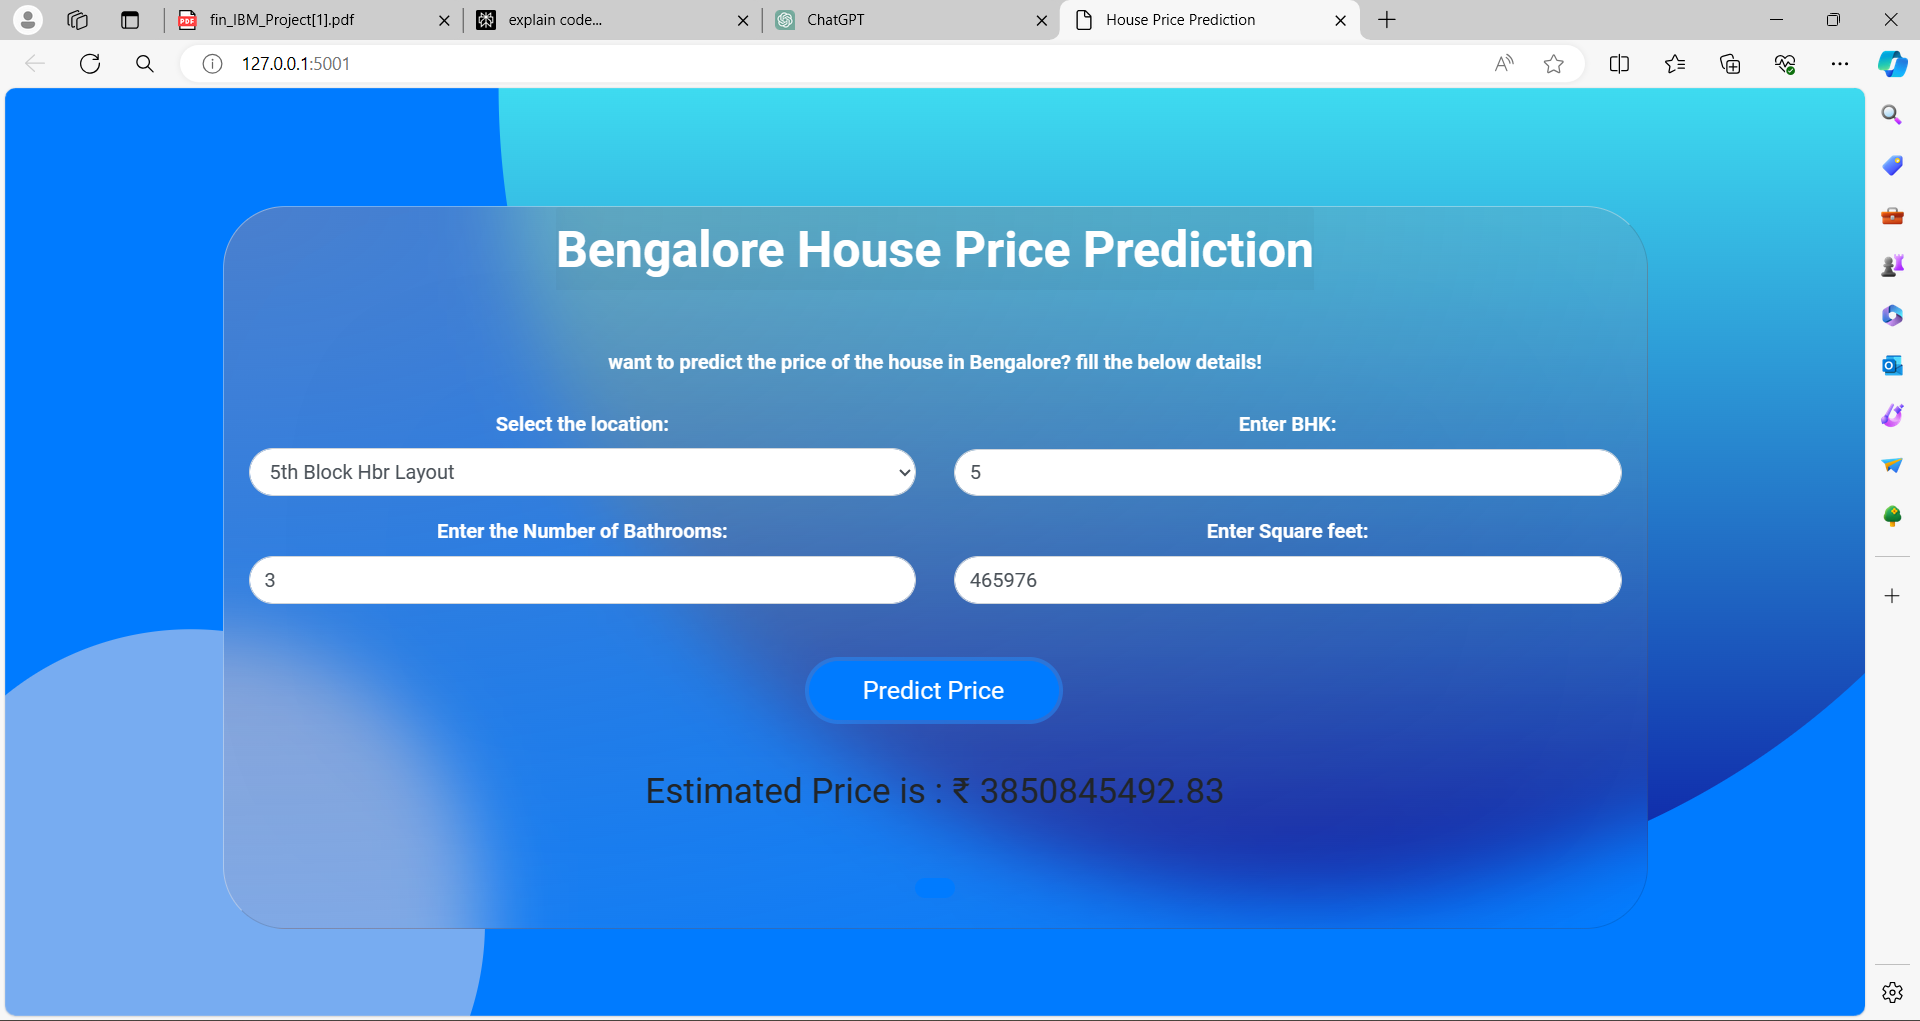 fin_IBM_Project[1].pdf
explain code...
ChatGPT
House Price Prediction
127.0.0.1:5001
Bengalore House Price Prediction
want to predict the price of the house in Bengalore? fill the below details!
Select the location:
Enter BHK:
5th Block Hbr Layout
5
Enter the Number of Bathrooms:
Enter Square feet:
3
465976
Predict Price
Estimated Price is : ₹ 3850845492.83